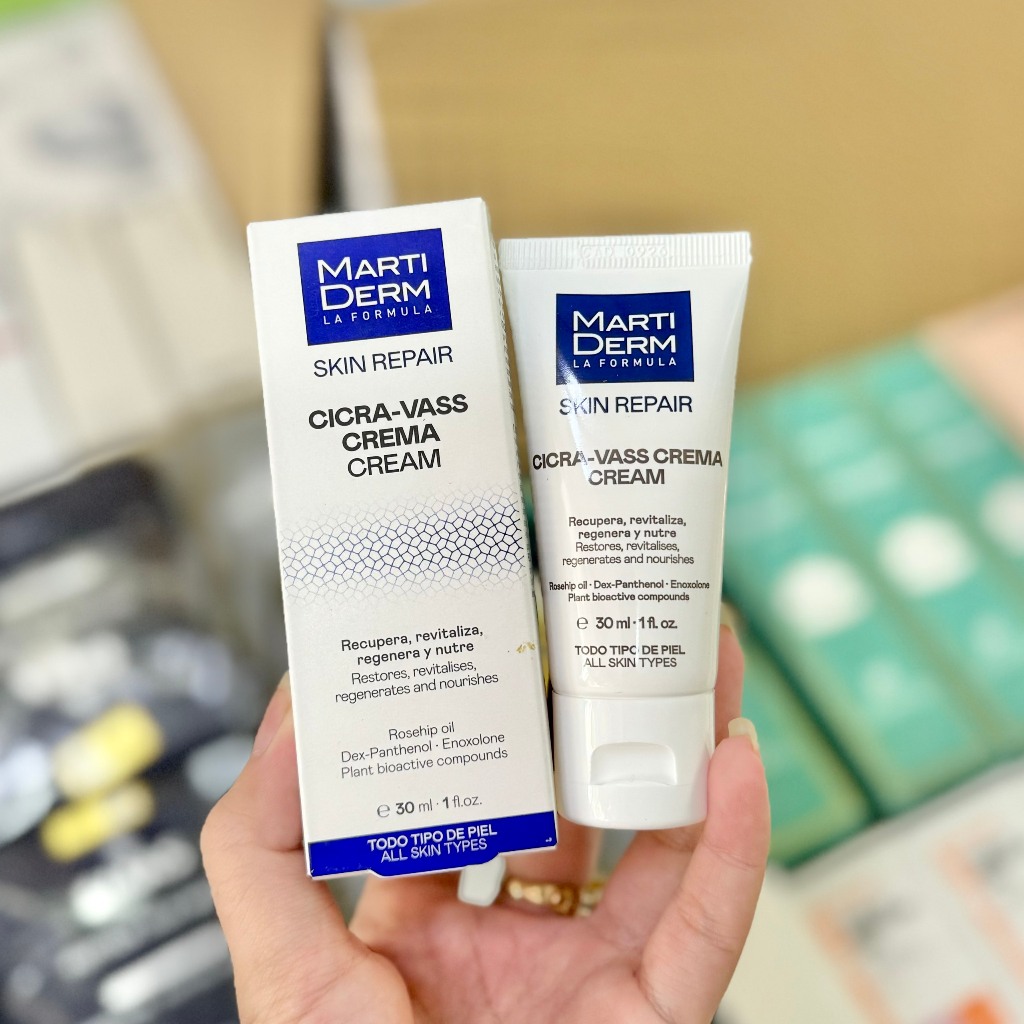 MARTI
DERM
LA FORMULA
SKIN REPAIR
CICRA-VASS
CREMA
CREAM
Recupera, revitaliza,
regenera y nutre
Restores, revitalises,
regenerates and nourishes
Rosehip oil
Dex-Panthenol · Enoxolone
Plant bioactive compounds
℮ 30 ml · 1 fl.oz.
TODO TIPO DE PIEL
ALL SKIN TYPES
MARTI
DERM
LA FORMULA
SKIN REPAIR
CICRA-VASS CREMA
CREAM
Recupera, revitaliza,
regenera y nutre
Restores, revitalises,
regenerates and nourishes
Rosehip oil · Dex-Panthenol · Enoxolone
Plant bioactive compounds
℮ 30 ml · 1 fl. oz.
TODO TIPO DE PIEL
ALL SKIN TYPES